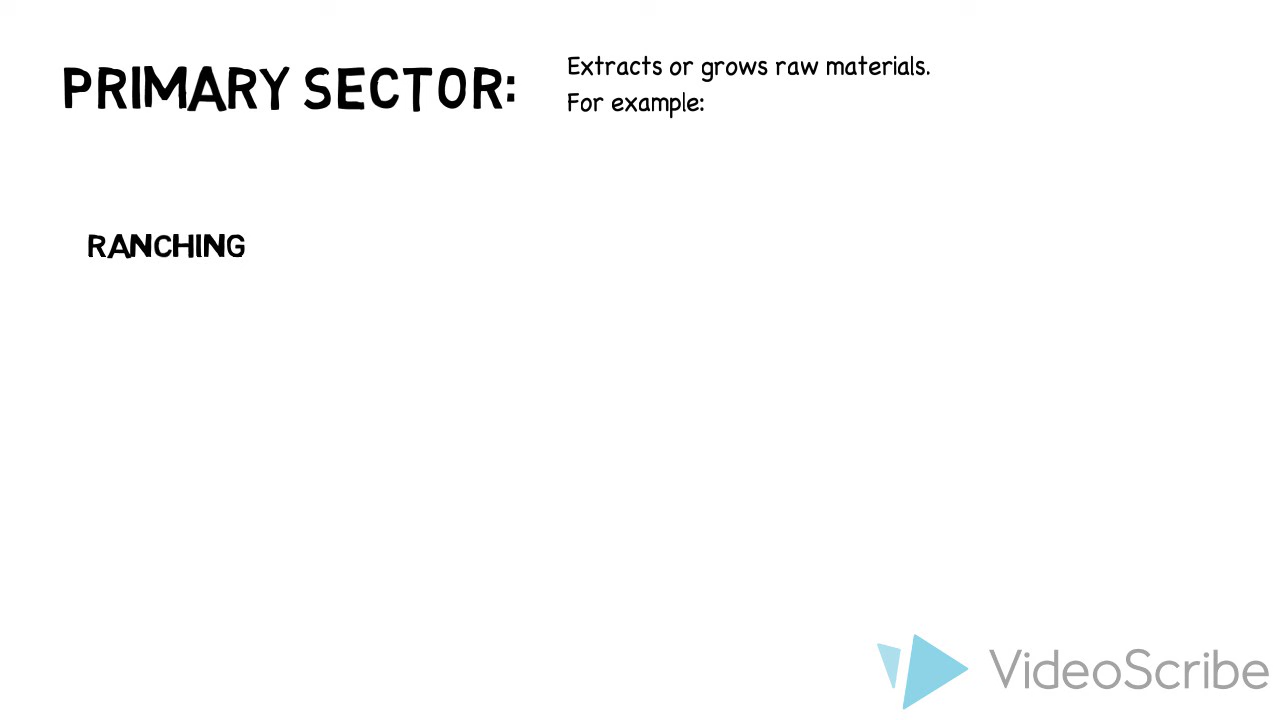 PRIMARY SECTOR:
Extracts or grows raw materials.
For example:
RANCHING
VideoScribe